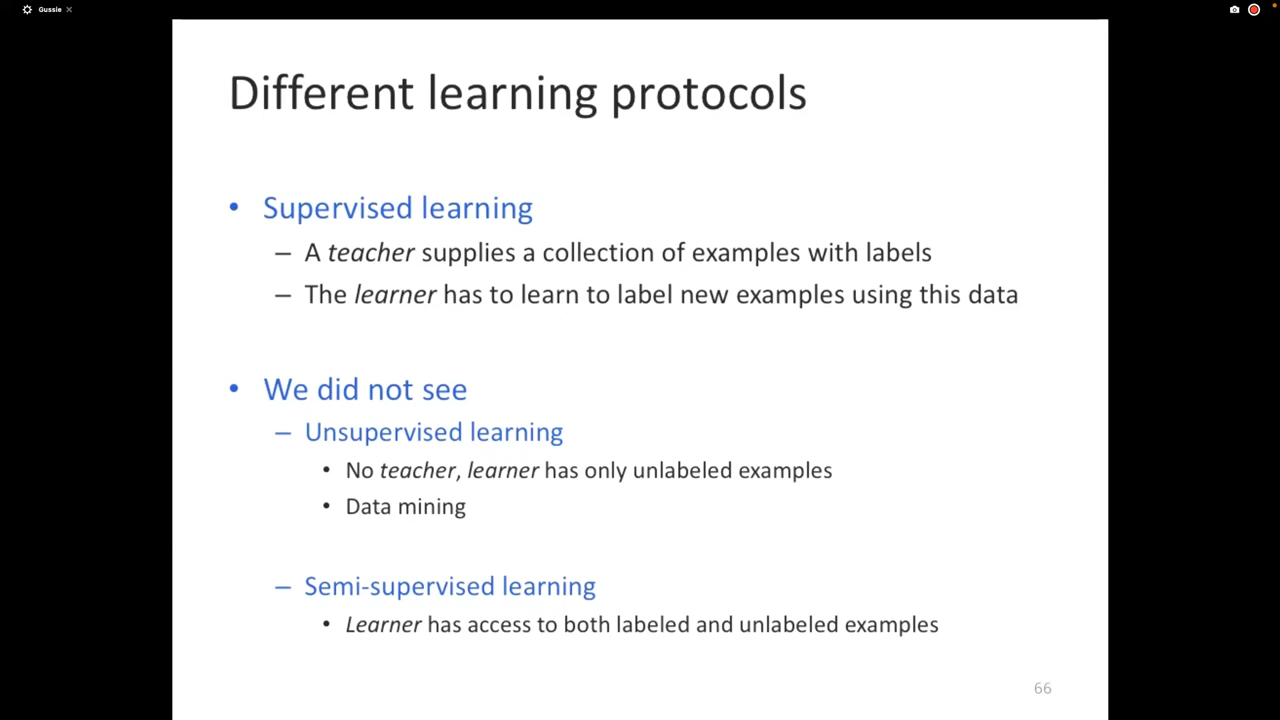 Gussie
Different learning protocols
• Supervised learning
– A teacher supplies a collection of examples with labels
– The learner has to learn to label new examples using this data
• We did not see
– Unsupervised learning
• No teacher, learner has only unlabeled examples
• Data mining
– Semi-supervised learning
• Learner has access to both labeled and unlabeled examples
66